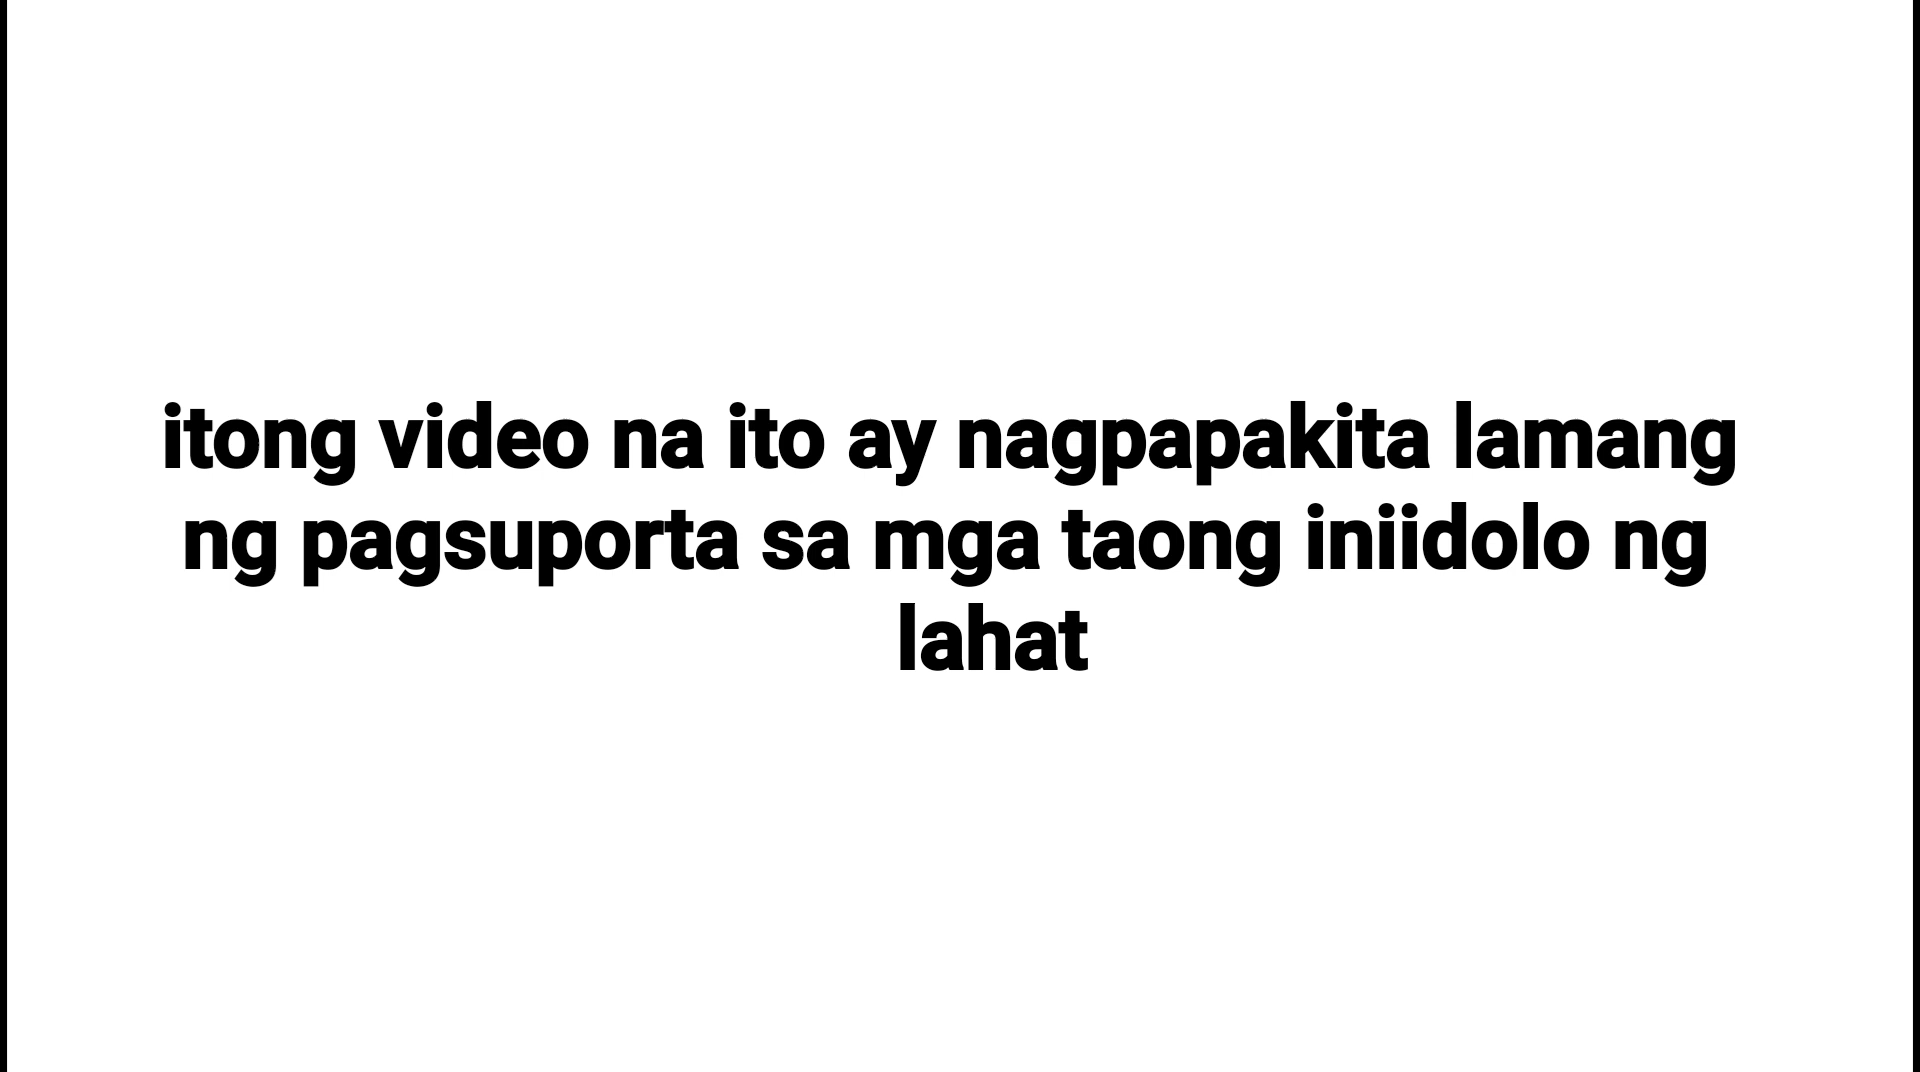 itong video na ito ay nagpapakita lamang
ng pagsuporta sa mga taong iniidolo ng
lahat